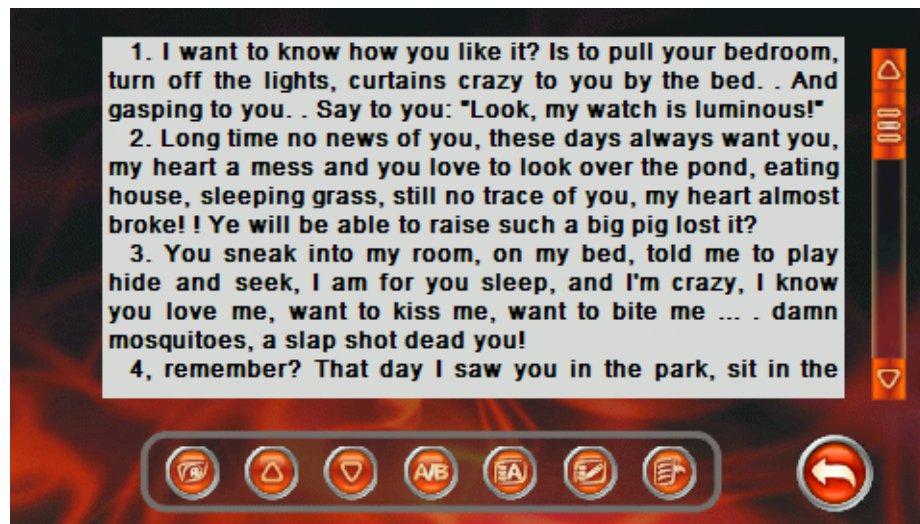 1. I want to know how you like it? Is to pull your bedroom,
turn off the lights, curtains crazy to you by the bed. . And
gasping to you. . Say to you: "Look, my watch is luminous!"
2. Long time no news of you, these days always want you,
my heart a mess and you love to look over the pond, eating
house, sleeping grass, still no trace of you, my heart almost
broke! ! Ye will be able to raise such a big pig lost it?
3. You sneak into my room, on my bed, told me to play
hide and seek, I am for you sleep, and I'm crazy, I know
you love me, want to kiss me, want to bite me ... . damn
mosquitoes, a slap shot dead you!
4, remember? That day I saw you in the park, sit in the
A/B
A